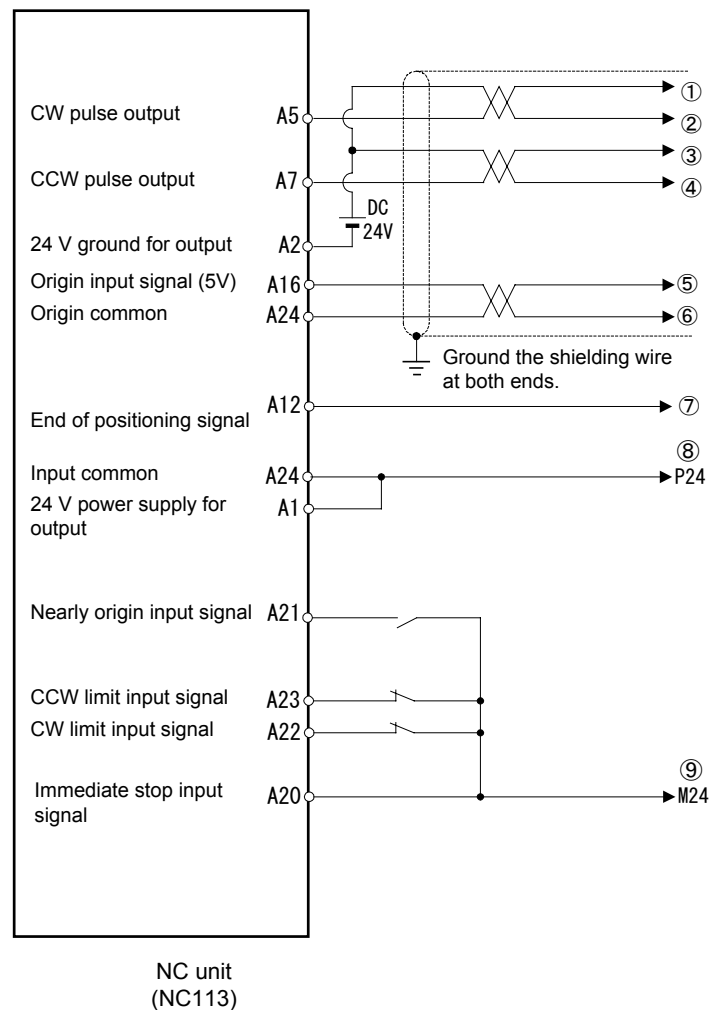 ①
CW pulse output A5 ②
③
CCW pulse output A7 ④
DC
24V
24 V ground for output A2
Origin input signal (5V) A16 ⑤
Origin common A24 ⑥
Ground the shielding wire
at both ends.
End of positioning signal A12 ⑦
⑧
Input common A24 P24
24 V power supply for
output
A1
Nearly origin input signal A21
CCW limit input signal A23
CW limit input signal A22
⑨
Immediate stop input
signal
A20 M24
NC unit
(NC113)